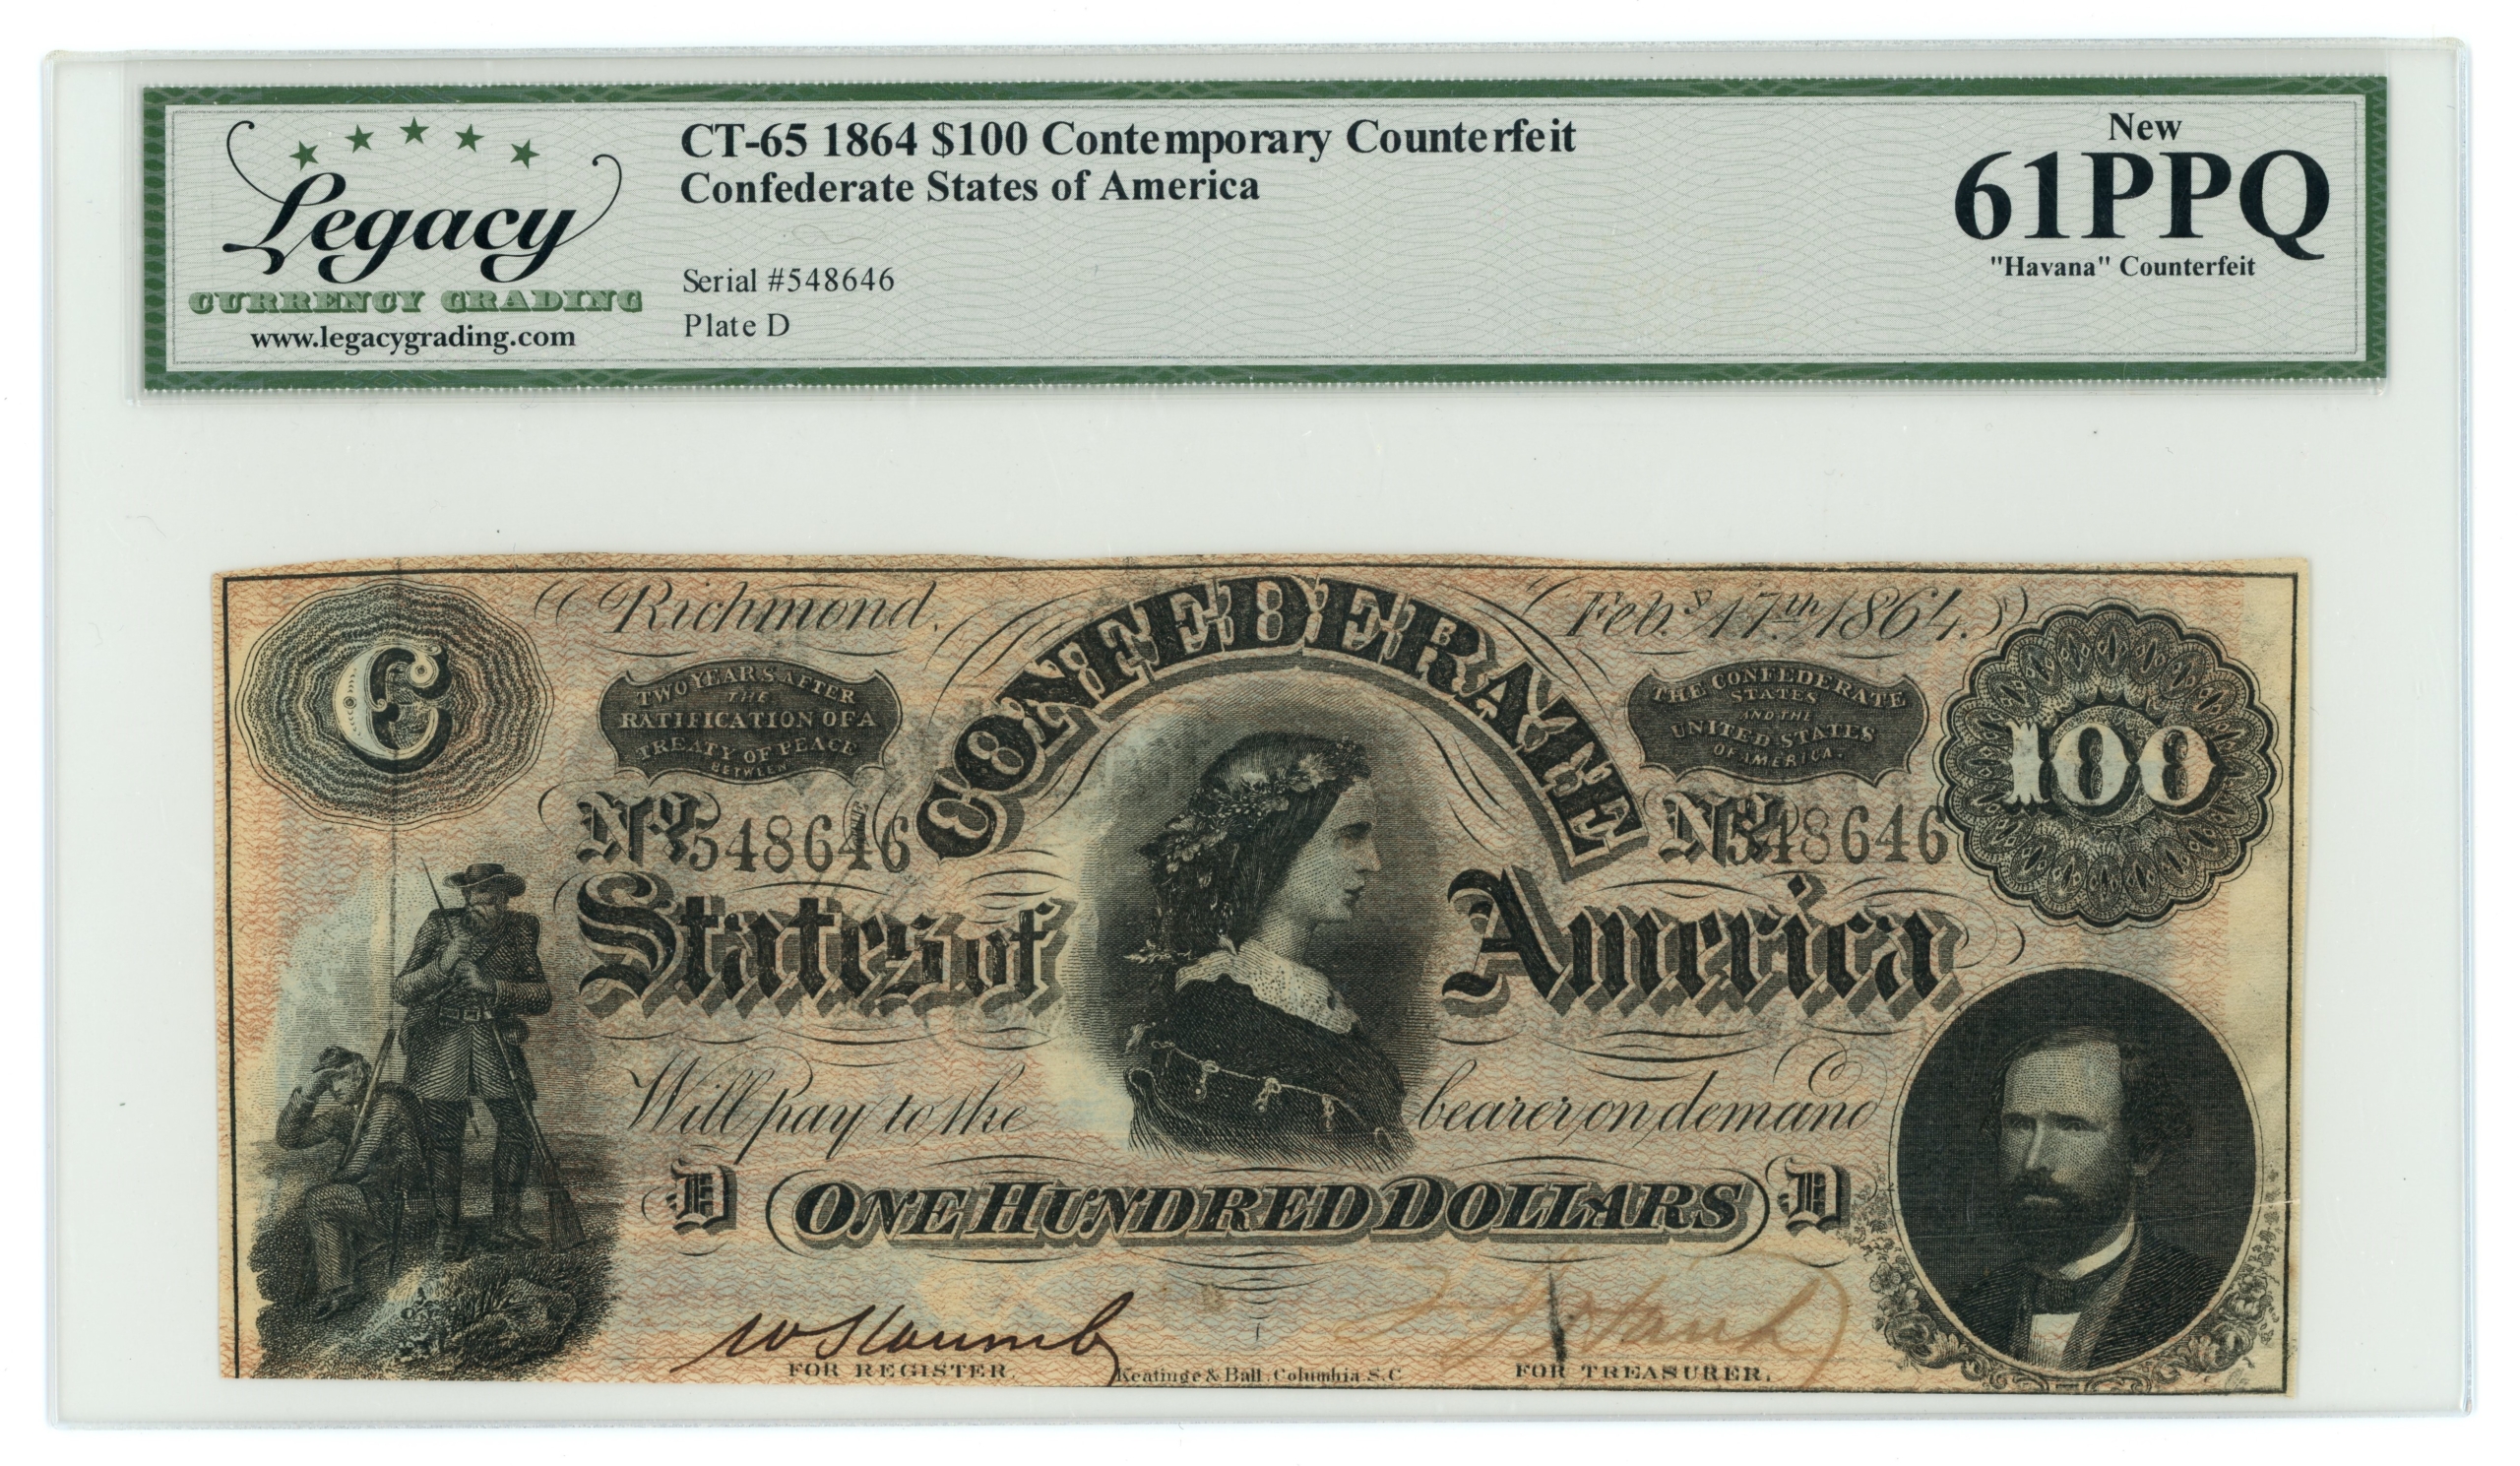 CT-65 1864 $100 Contemporary Counterfeit
Confederate States of America
Serial #548646
Plate D
Legacy
CURRENCY GRADING
www.legacygrading.com
New
61PPQ
"Havana" Counterfeit
C
Richmond,
Feb.y 17.th 1864.
CONFEDERATE
TWO YEARS AFTER
THE
RATIFICATION OF A
TREATY OF PEACE
BETWEEN
THE CONFEDERATE
STATES
AND THE
UNITED STATES
OF AMERICA.
100
No 548646
No 548646
States of America
Will pay to the bearer on demand
D ONE HUNDRED DOLLARS D
FOR REGISTER.
Keatinge & Ball, Columbia. S.C
FOR TREASURER.